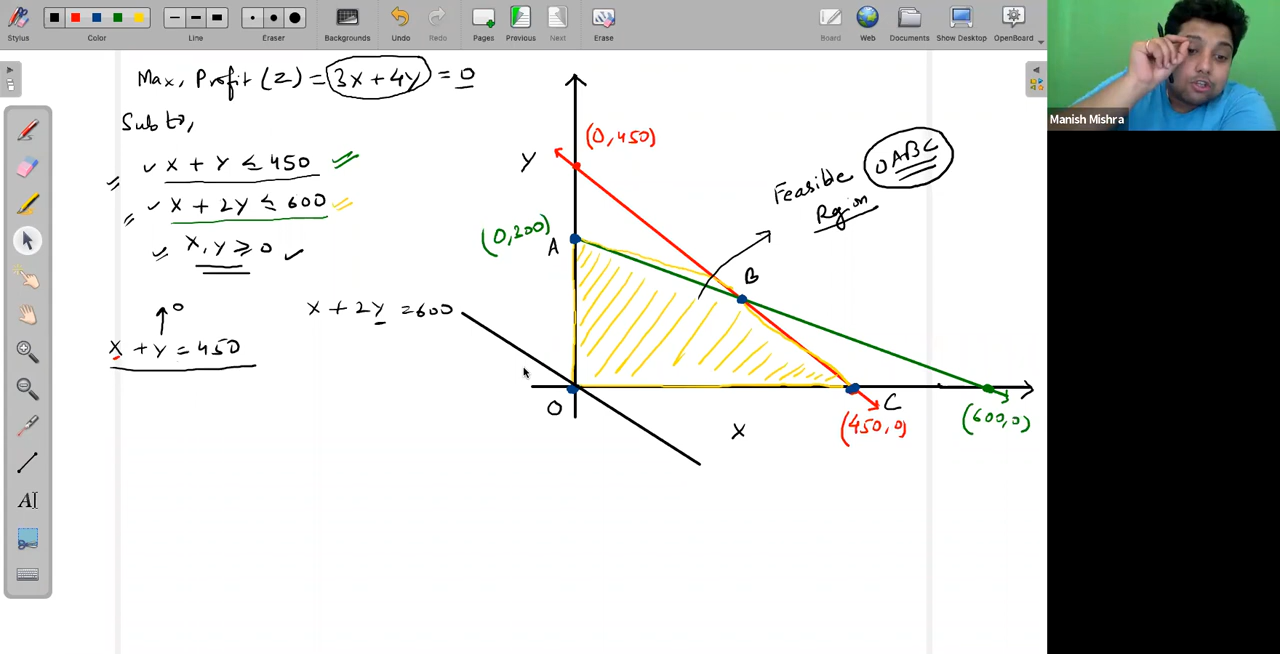 Stylus
Color
Line
Eraser
Backgrounds
Undo
Redo
Pages
Previous
Next
Erase
Board
Web
Documents
Show Desktop
OpenBoard
Manish Mishra
Max, Profit (Z) = 3x + 4y = 0
Sub to,
x + y ≤ 450
x + 2y ≤ 600
x, y ≥ 0
0
x + y = 450
x + 2y = 600
Y
(0,450)
(0,200)
A
B
Feasible
Region
OABC
O
X
C
(450,0)
(600,0)
AI